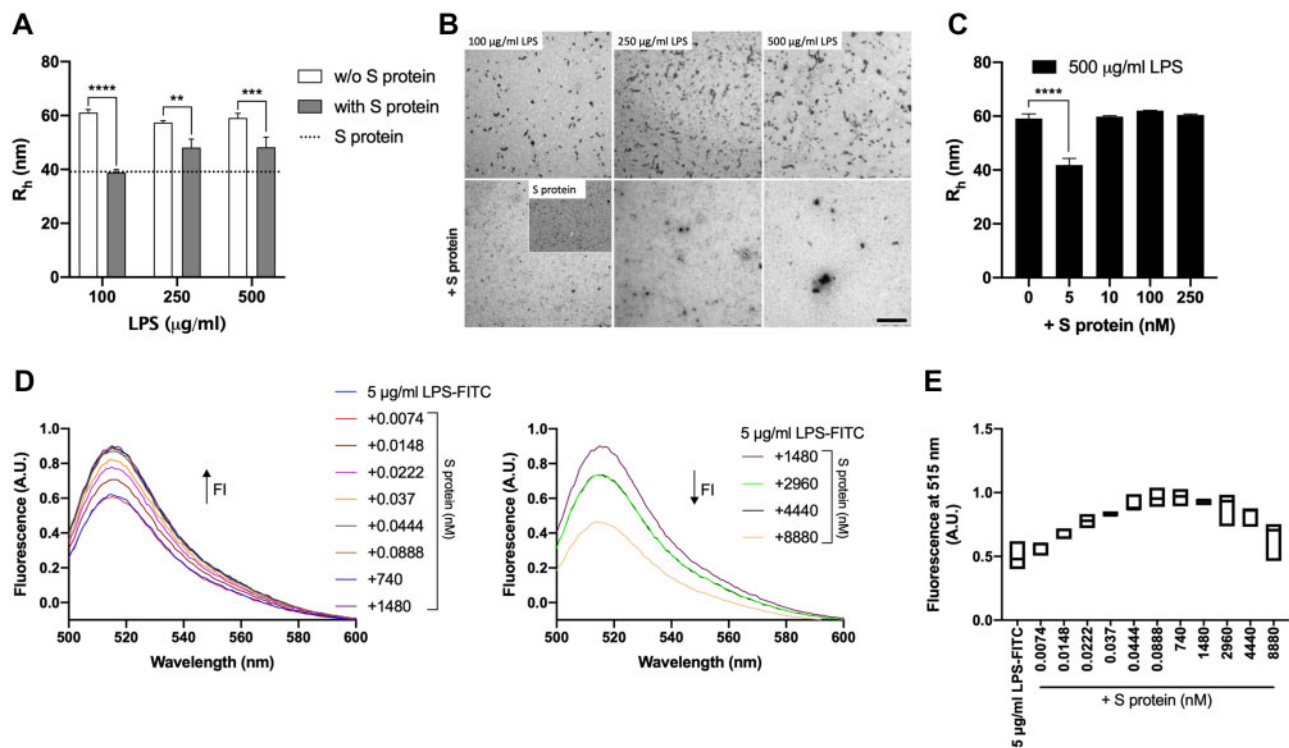 A
80
60
40
20
0
R_h (nm)
****
**
***
100
250
500
LPS (μg/ml)
w/o S protein
with S protein
S protein
B
100 μg/ml LPS
250 μg/ml LPS
500 μg/ml LPS
+ S protein
S protein
C
500 μg/ml LPS
80
60
40
20
0
R_h (nm)
****
0
5
10
100
250
+ S protein (nM)
D
1.0
0.8
0.6
0.4
0.2
0.0
Fluorescence (A.U.)
FI
500
520
540
560
580
600
Wavelength (nm)
5 μg/ml LPS-FITC
+0.0074
+0.0148
+0.0222
+0.037
+0.0444
+0.0888
+740
+1480
S protein (nM)
1.0
0.8
0.6
0.4
0.2
0.0
Fluorescence (A.U.)
FI
500
520
540
560
580
600
Wavelength (nm)
5 μg/ml LPS-FITC
+1480
+2960
+4440
+8880
S protein (nM)
E
1.5
1.0
0.5
0.0
Fluorescence at 515 nm
(A.U.)
5 μg/ml LPS-FITC
0.0074
0.0148
0.0222
0.037
0.0444
0.0888
740
1480
2960
4440
8880
+ S protein (nM)